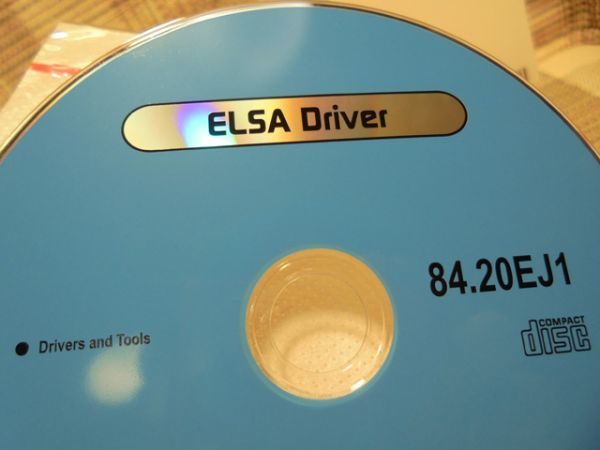 ELSA Driver
84.20EJ1
COMPACT
disc
Drivers and Tools